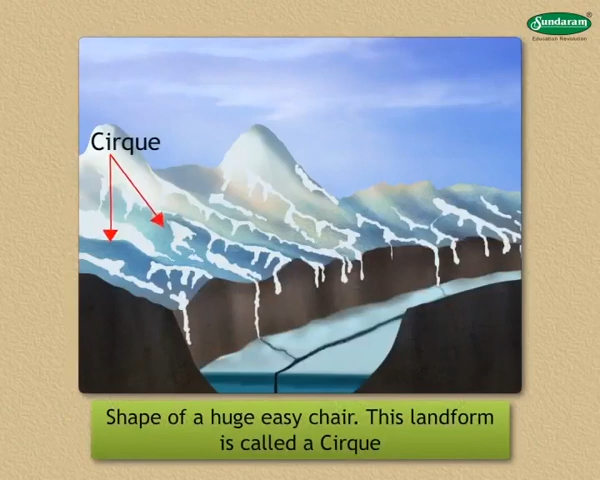 Sundaram®
Education Revolution
Cirque
Shape of a huge easy chair. This landform
is called a Cirque